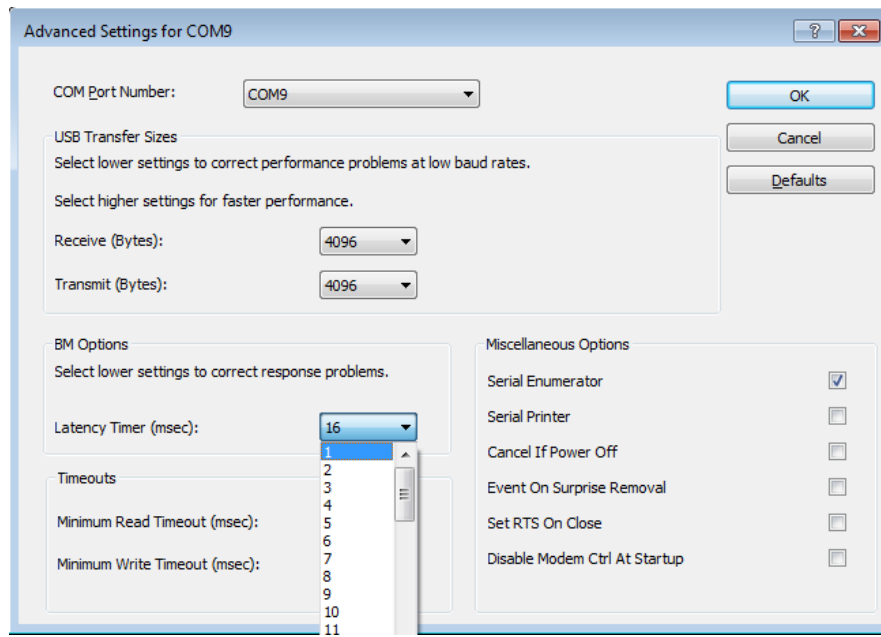 Advanced Settings for COM9
?
COM Port Number:
COM9
OK
Cancel
Defaults
USB Transfer Sizes
Select lower settings to correct performance problems at low baud rates.
Select higher settings for faster performance.
Receive (Bytes):
4096
Transmit (Bytes):
4096
BM Options
Select lower settings to correct response problems.
Latency Timer (msec):
16
1
2
3
4
5
6
7
8
9
10
11
Timeouts
Minimum Read Timeout (msec):
Minimum Write Timeout (msec):
Miscellaneous Options
Serial Enumerator
Serial Printer
Cancel If Power Off
Event On Surprise Removal
Set RTS On Close
Disable Modem Ctrl At Startup